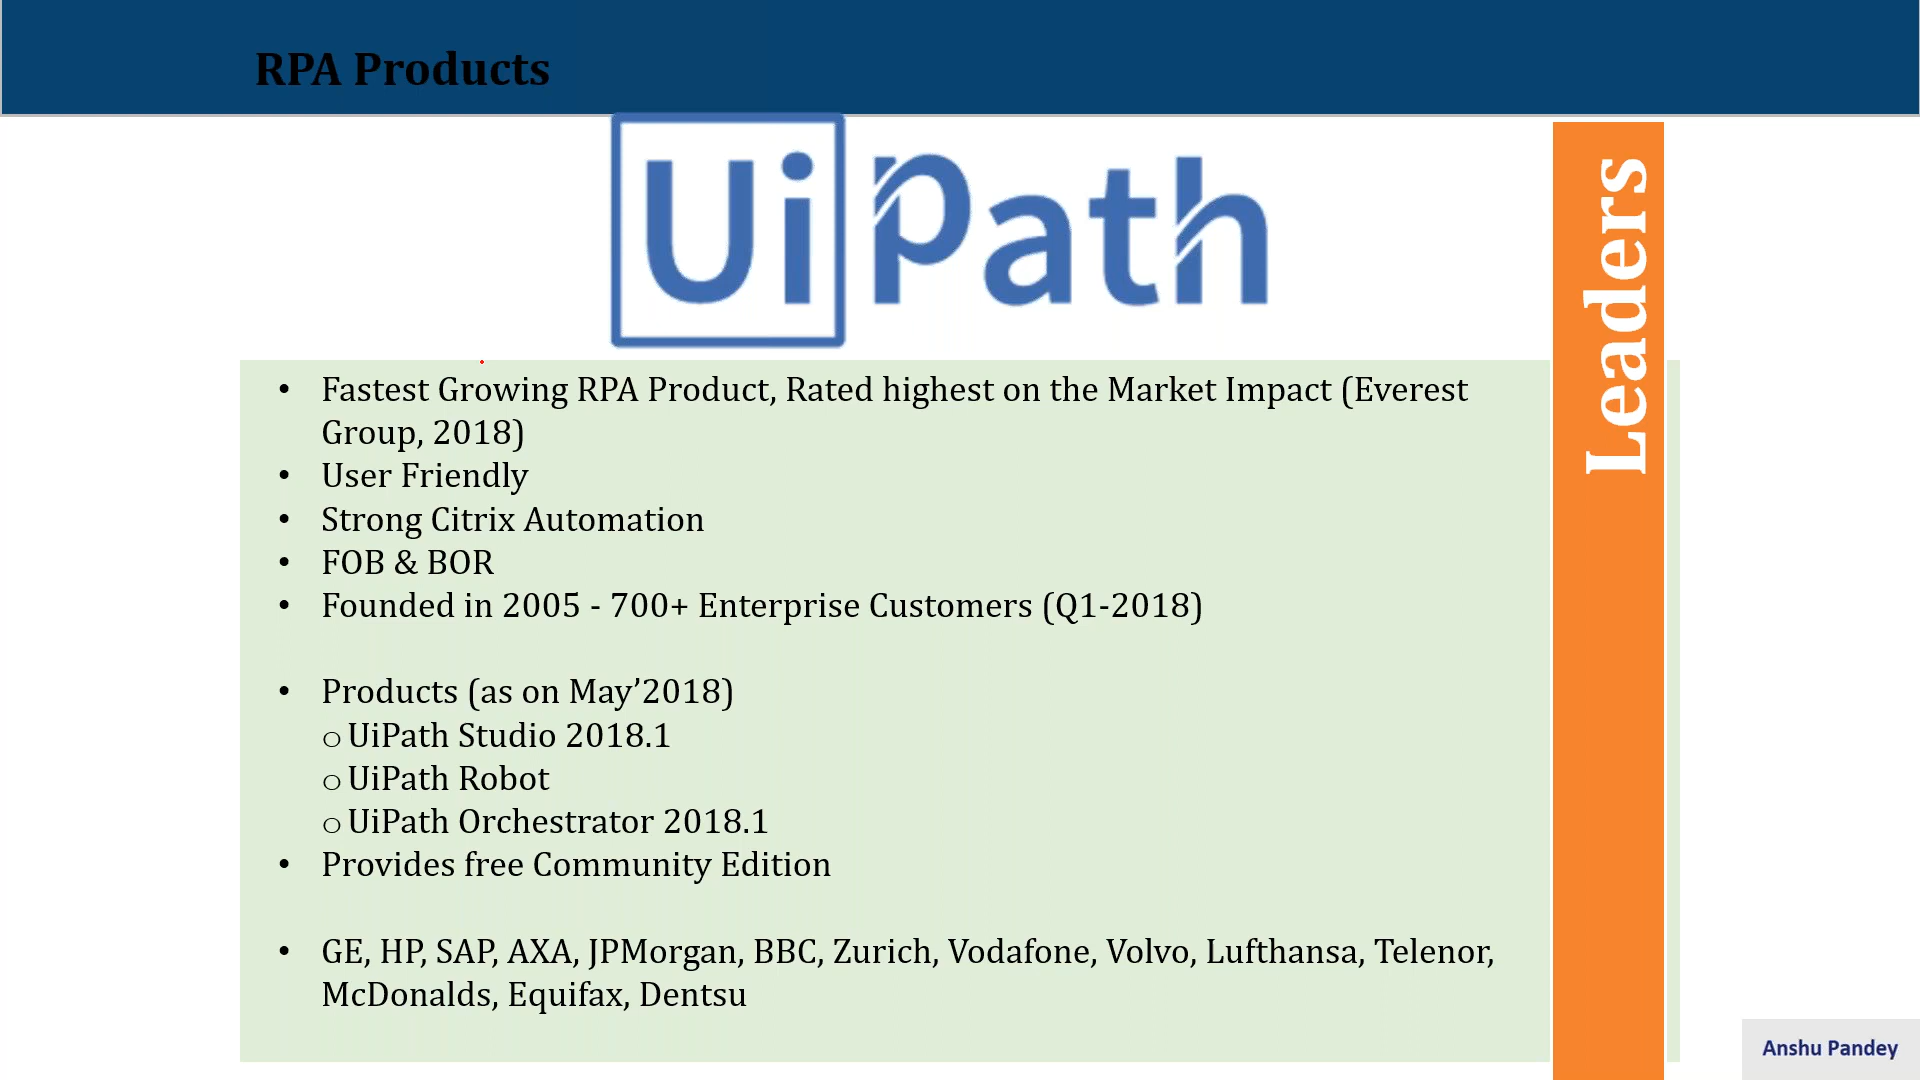 RPA Products
UiPath
Leaders
• Fastest Growing RPA Product, Rated highest on the Market Impact (Everest
Group, 2018)
• User Friendly
• Strong Citrix Automation
• FOB & BOR
• Founded in 2005 - 700+ Enterprise Customers (Q1-2018)
• Products (as on May’2018)
o UiPath Studio 2018.1
o UiPath Robot
o UiPath Orchestrator 2018.1
• Provides free Community Edition
• GE, HP, SAP, AXA, JPMorgan, BBC, Zurich, Vodafone, Volvo, Lufthansa, Telenor,
McDonalds, Equifax, Dentsu
Anshu Pandey